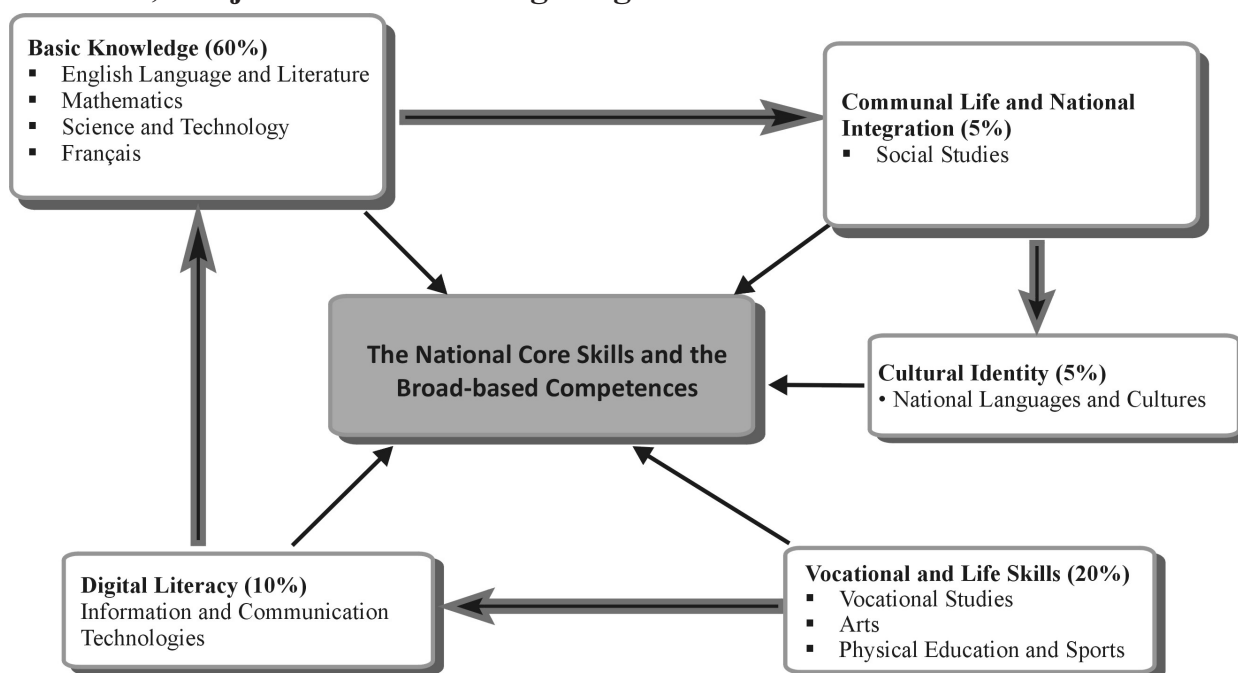 Basic Knowledge (60%)
▪ English Language and Literature
▪ Mathematics
▪ Science and Technology
▪ Français
Communal Life and National
Integration (5%)
▪ Social Studies
The National Core Skills and the
Broad-based Competences
Cultural Identity (5%)
• National Languages and Cultures
Digital Literacy (10%)
Information and Communication
Technologies
Vocational and Life Skills (20%)
▪ Vocational Studies
▪ Arts
▪ Physical Education and Sports